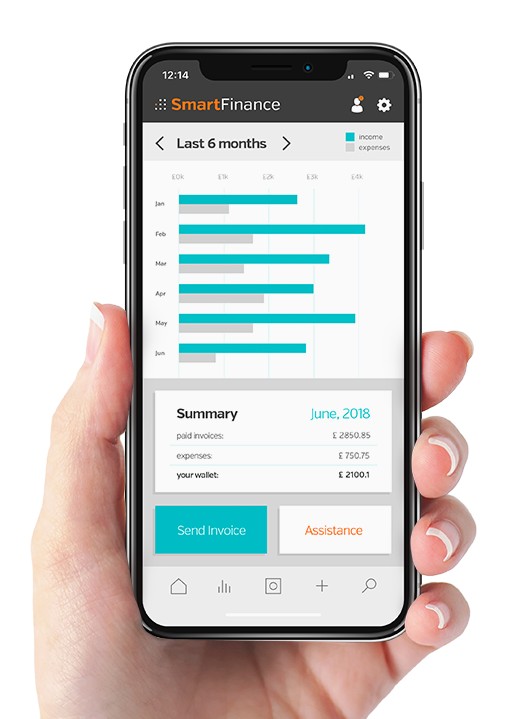 12:14
SmartFinance
Last 6 months
income
expenses
£0k £1k £2k £3k £4k
Jan
Feb
Mar
Apr
May
Jun
Summary June, 2018
paid invoices: £ 2850.85
expenses: £ 750.75
your wallet: £ 2100.1
Send Invoice Assistance